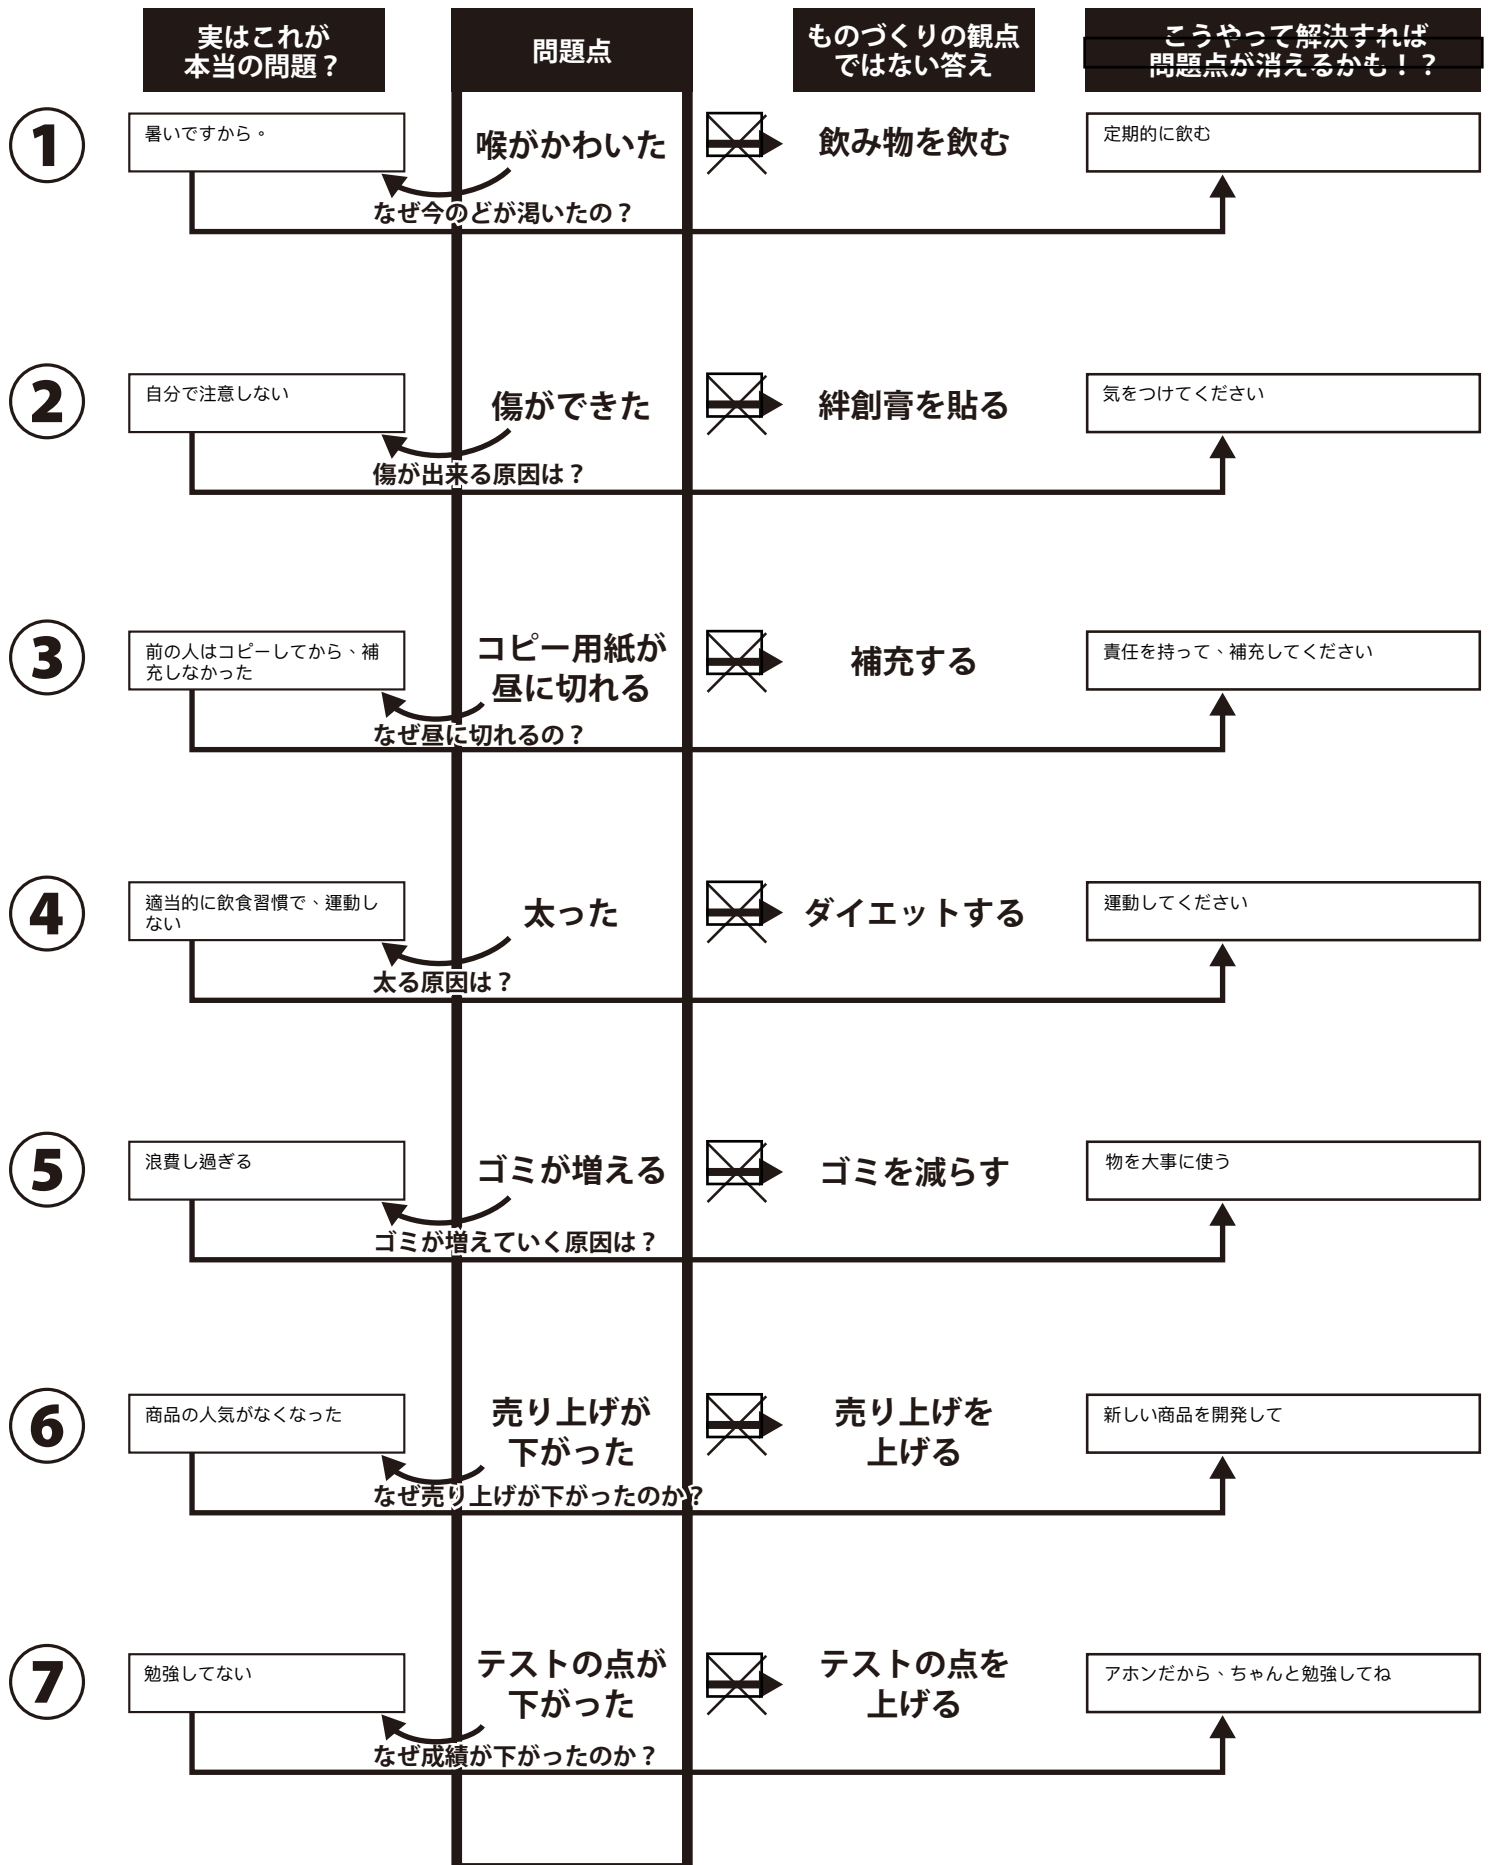 実はこれが
本当の問題？
問題点
ものづくりの観点
ではない答え
こうやって解決すれば
問題点が消えるかも！？
1
暑いですから。
喉がかわいた
飲み物を飲む
定期的に飲む
なぜ今のどが渇いたの？
2
自分で注意しない
傷ができた
絆創膏を貼る
気をつけてください
傷が出来る原因は？
3
前の人はコピーしてから、補
充しなかった
コピー用紙が
昼に切れる
補充する
責任を持って、補充してください
なぜ昼に切れるの？
4
適当的に飲食習慣で、運動し
ない
太った
ダイエットする
運動してください
太る原因は？
5
浪費し過ぎる
ゴミが増える
ゴミを減らす
物を大事に使う
ゴミが増えていく原因は？
6
商品の人気がなくなった
売り上げが
下がった
売り上げを
上げる
新しい商品を開発して
なぜ売り上げが下がったのか？
7
勉強してない
テストの点が
下がった
テストの点を
上げる
アホンだから、ちゃんと勉強してね
なぜ成績が下がったのか？